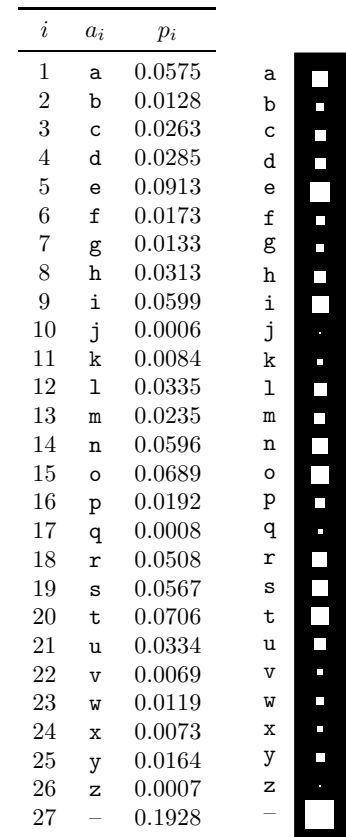 i a_i p_i
1 a 0.0575 a
2 b 0.0128 b
3 c 0.0263 c
4 d 0.0285 d
5 e 0.0913 e
6 f 0.0173 f
7 g 0.0133 g
8 h 0.0313 h
9 i 0.0599 i
10 j 0.0006 j
11 k 0.0084 k
12 l 0.0335 l
13 m 0.0235 m
14 n 0.0596 n
15 o 0.0689 o
16 p 0.0192 p
17 q 0.0008 q
18 r 0.0508 r
19 s 0.0567 s
20 t 0.0706 t
21 u 0.0334 u
22 v 0.0069 v
23 w 0.0119 w
24 x 0.0073 x
25 y 0.0164 y
26 z 0.0007 z
27 – 0.1928 –